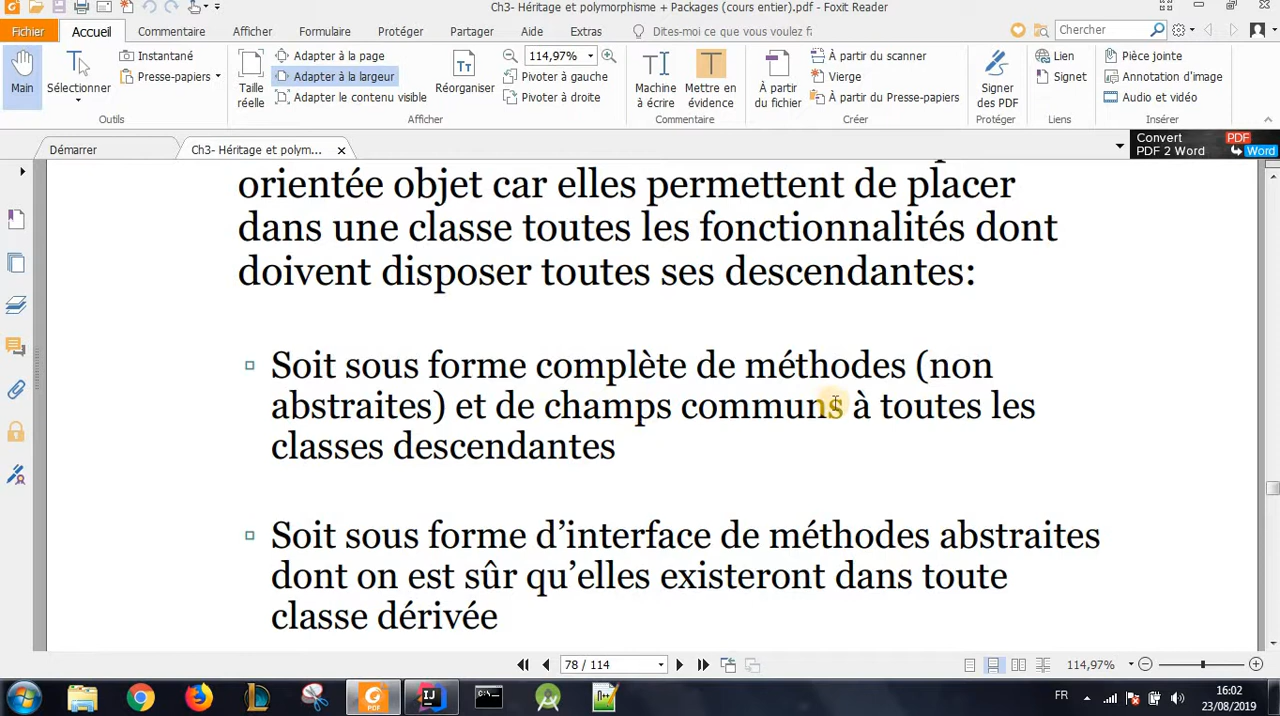 Ch3- Héritage et polymorphisme + Packages (cours entier).pdf - Foxit Reader
Fichier Accueil Commentaire Afficher Formulaire Protéger Partager Aide Extras Dites-moi ce que vous voulez f: Chercher
Main
Sélectionner
Instantané
Presse-papiers
Outils
Taille réelle
Adapter à la page
Adapter à la largeur
Adapter le contenu visible
Réorganiser
114,97%
Pivoter à gauche
Pivoter à droite
Afficher
Machine à écrire
Mettre en évidence
Commentaire
À partir du fichier
À partir du scanner
Vierge
À partir du Presse-papiers
Créer
Signer des PDF
Protéger
Lien
Signet
Liens
Pièce jointe
Annotation d'image
Audio et vidéo
Insérer
Démarrer
Ch3- Héritage et polym...
Convert PDF
PDF 2 Word Word
orientée objet car elles permettent de placer
dans une classe toutes les fonctionnalités dont
doivent disposer toutes ses descendantes:
Soit sous forme complète de méthodes (non
abstraites) et de champs communs à toutes les
classes descendantes
Soit sous forme d'interface de méthodes abstraites
dont on est sûr qu'elles existeront dans toute
classe dérivée
78 / 114
114,97%
FR
16:02
23/08/2019